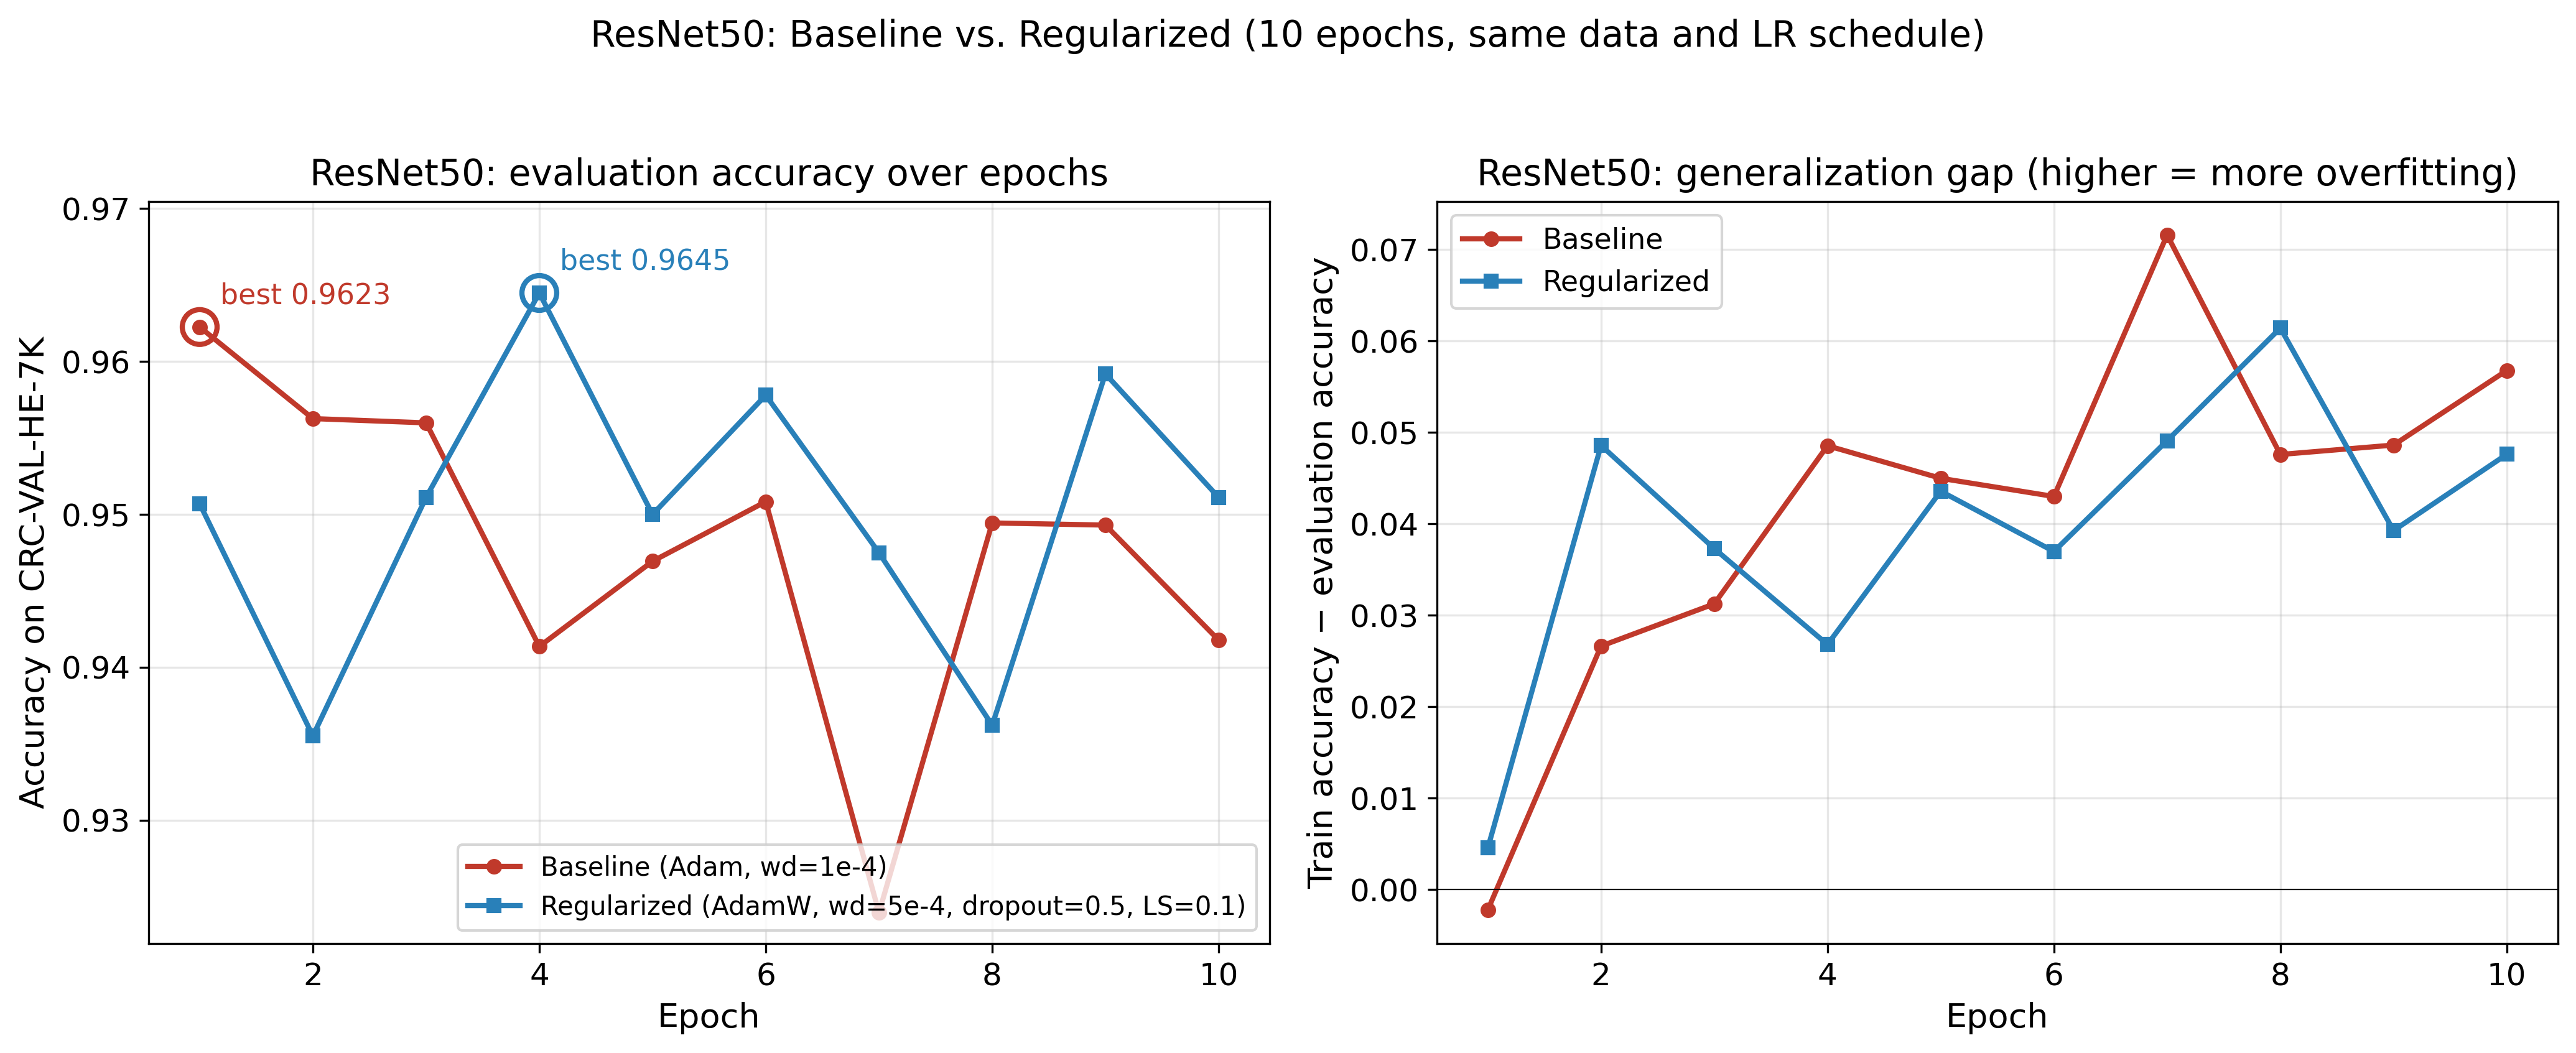 ResNet50: Baseline vs. Regularized (10 epochs, same data and LR schedule)
ResNet50: evaluation accuracy over epochs
Accuracy on CRC-VAL-HE-7K
0.97
0.96
0.95
0.94
0.93
best 0.9623
best 0.9645
Baseline (Adam, wd=1e-4)
Regularized (AdamW, wd=5e-4, dropout=0.5, LS=0.1)
2
4
6
8
10
Epoch
ResNet50: generalization gap (higher = more overfitting)
Train accuracy − evaluation accuracy
0.07
0.06
0.05
0.04
0.03
0.02
0.01
0.00
Baseline
Regularized
2
4
6
8
10
Epoch